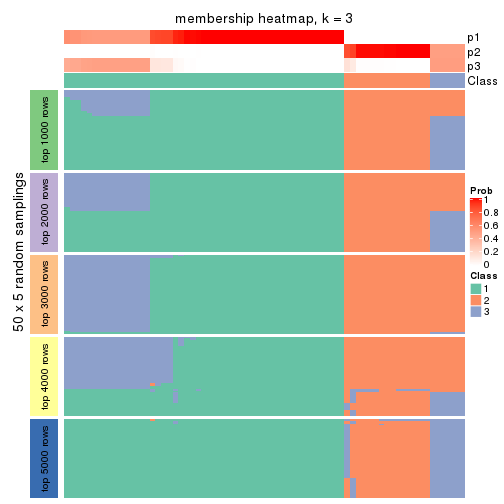 membership heatmap, k = 3
p1
p2
p3
Class
50 x 5 random samplings
top 1000 rows
top 2000 rows
top 3000 rows
top 4000 rows
top 5000 rows
Prob
1
0.8
0.6
0.4
0.2
0
Class
1
2
3